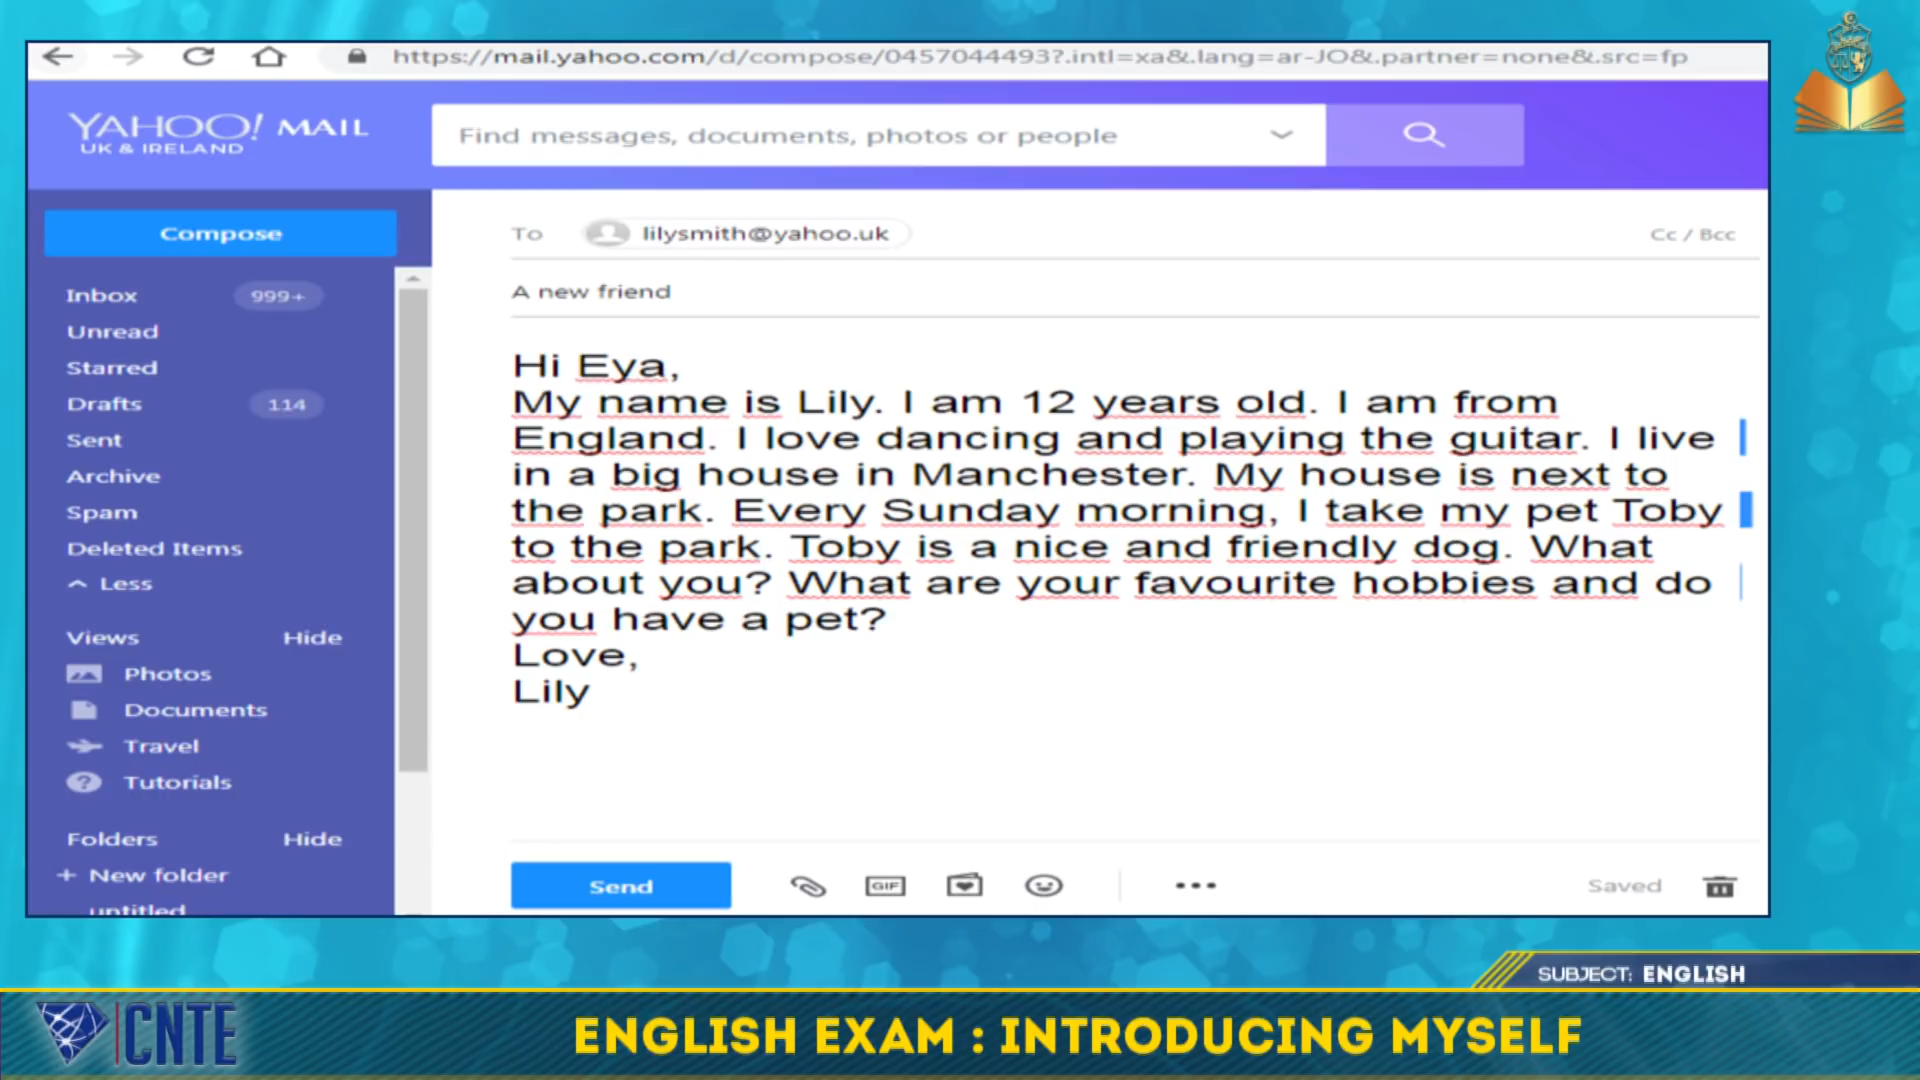 https://mail.yahoo.com/d/compose/0457044493?.intl=xa&.lang=ar-JO&.partner=none&.src=fp
YAHOO! MAIL
UK & IRELAND
Find messages, documents, photos or people
Compose
To lilysmith@yahoo.uk Cc / Bcc
A new friend
Inbox 999+
Unread
Starred
Drafts 114
Sent
Archive
Spam
Deleted Items
Less
Views Hide
Photos
Documents
Travel
Tutorials
Folders Hide
+ New folder
untitled
Hi Eya,
My name is Lily. I am 12 years old. I am from
England. I love dancing and playing the guitar. I live
in a big house in Manchester. My house is next to
the park. Every Sunday morning, I take my pet Toby
to the park. Toby is a nice and friendly dog. What
about you? What are your favourite hobbies and do
you have a pet?
Love,
Lily
Send GIF ••• Saved
SUBJECT: ENGLISH
CNTE
ENGLISH EXAM : INTRODUCING MYSELF